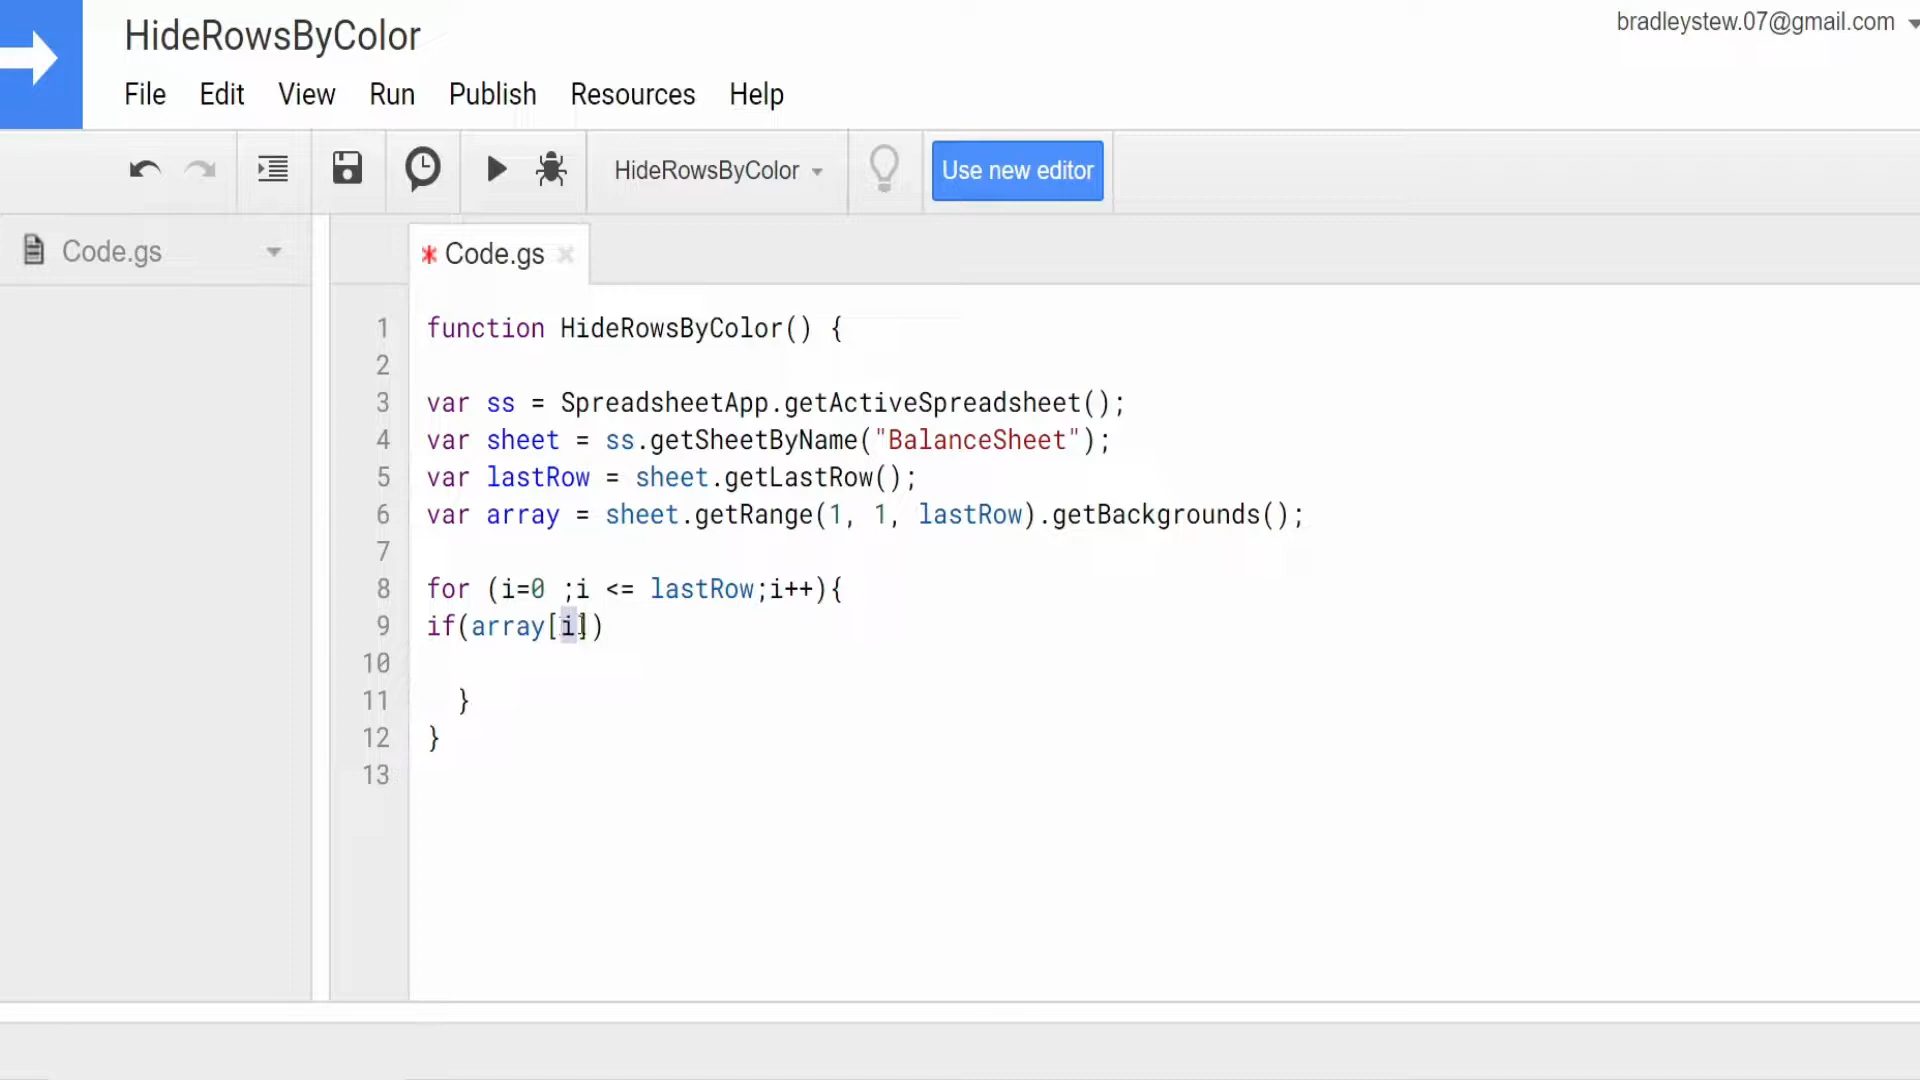 HideRowsByColor
bradleystew.07@gmail.com
File Edit View Run Publish Resources Help
HideRowsByColor
Use new editor
Code.gs
* Code.gs
1 function HideRowsByColor() {
2
3 var ss = SpreadsheetApp.getActiveSpreadsheet();
4 var sheet = ss.getSheetByName("BalanceSheet");
5 var lastRow = sheet.getLastRow();
6 var array = sheet.getRange(1, 1, lastRow).getBackgrounds();
7
8 for (i=0 ;i <= lastRow;i++){
9 if(array[i])
10
11 }
12 }
13